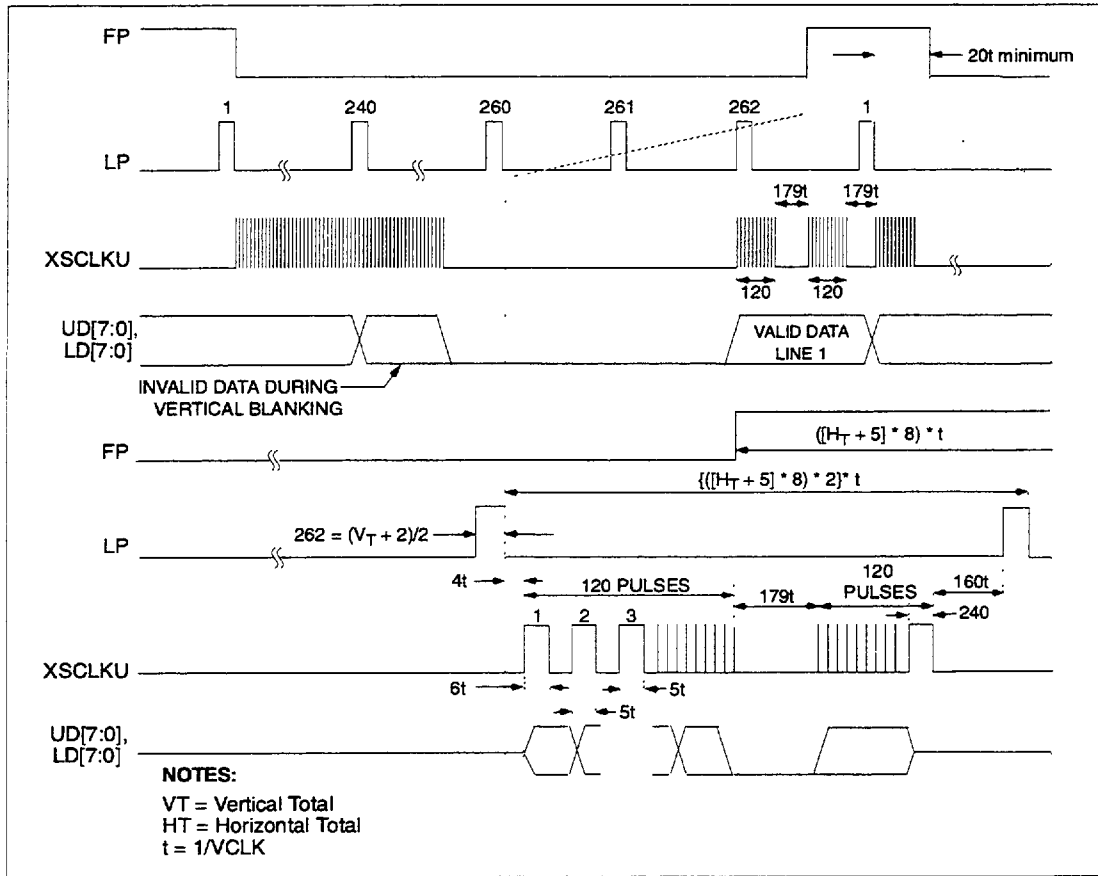 FP
20t minimum
1 240 260 261 262 1
LP
179t 179t
XSCLKU
120 120
UD[7:0],
LD[7:0]
VALID DATA
LINE 1
INVALID DATA DURING
VERTICAL BLANKING
FP
([HT + 5] * 8) * t
{([HT + 5] * 8) * 2}* t
262 = (VT + 2)/2
LP
4t
120 PULSES
179t
120
PULSES
160t
240
1 2 3
XSCLKU
6t
5t
5t
UD[7:0],
LD[7:0]
NOTES:
VT = Vertical Total
HT = Horizontal Total
t = 1/VCLK